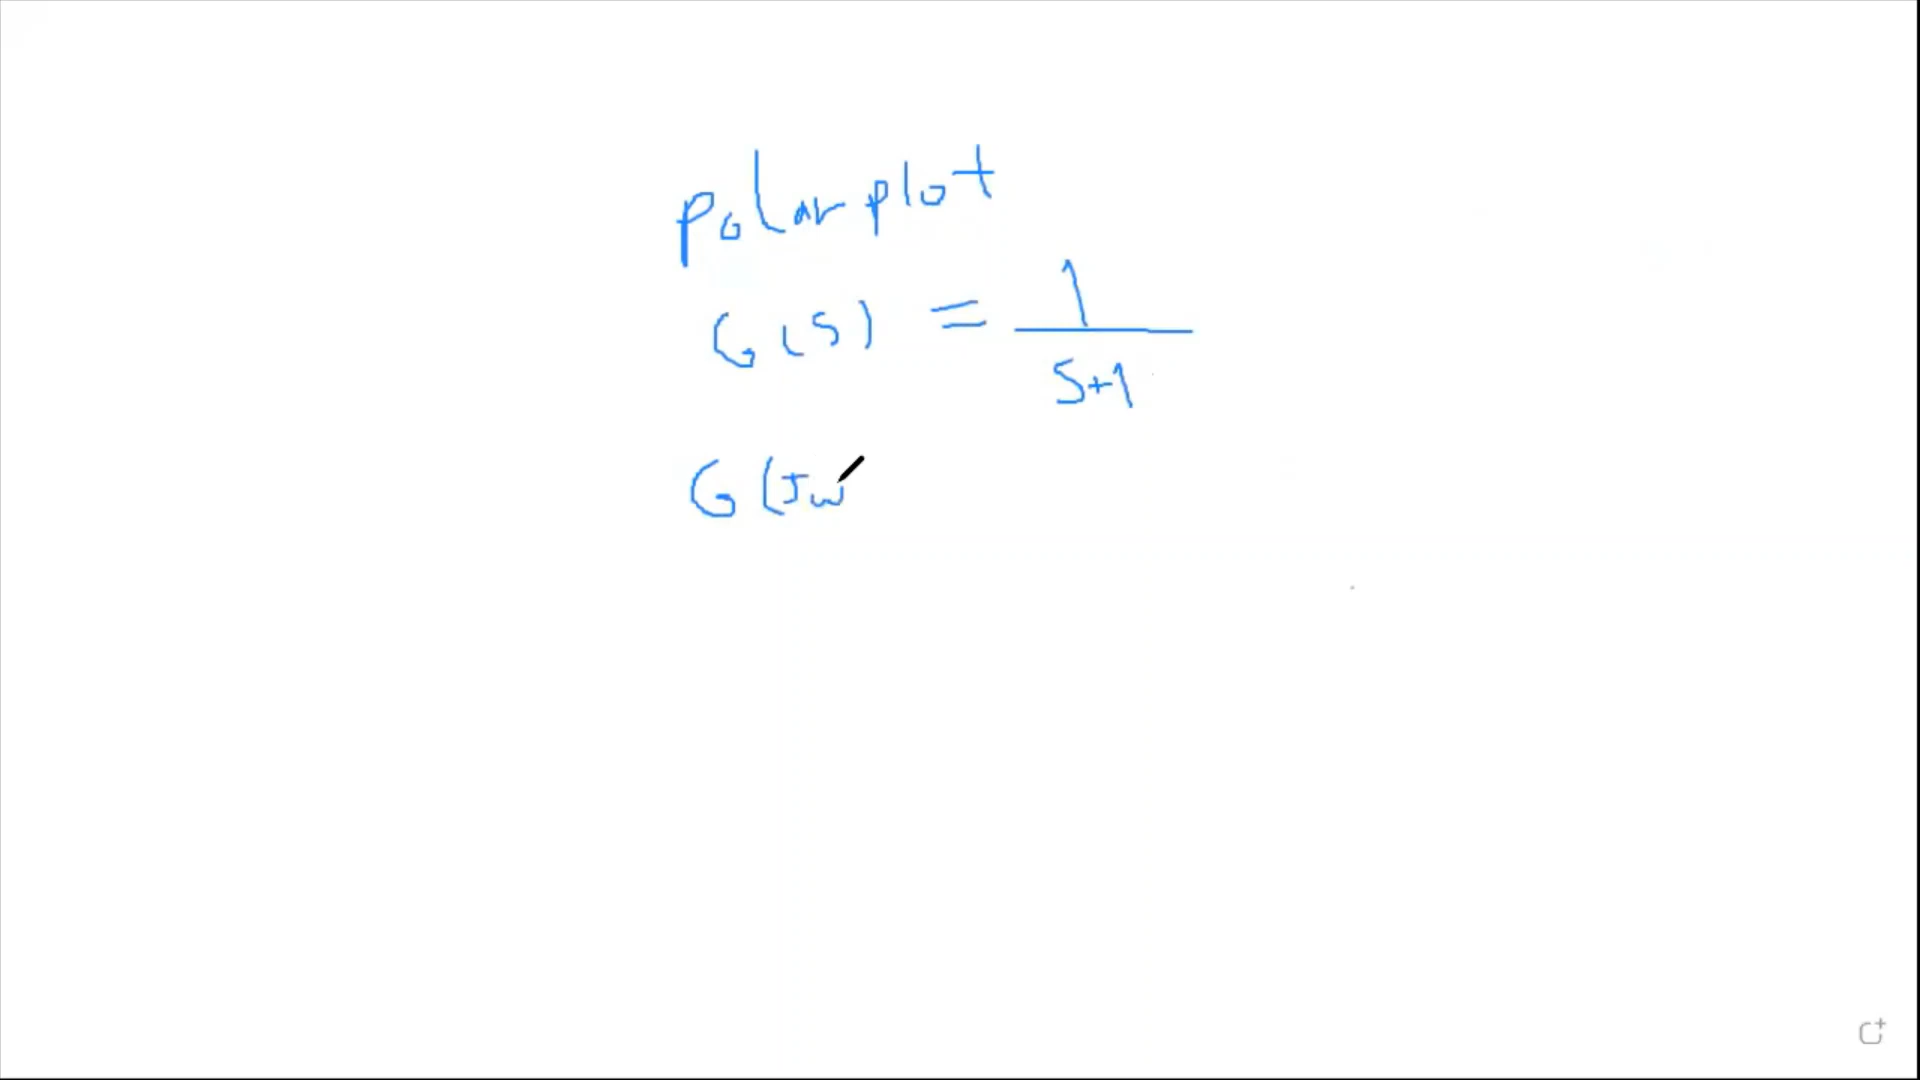 Polar plot
G(s) = 1/(s+1)
G(Jw